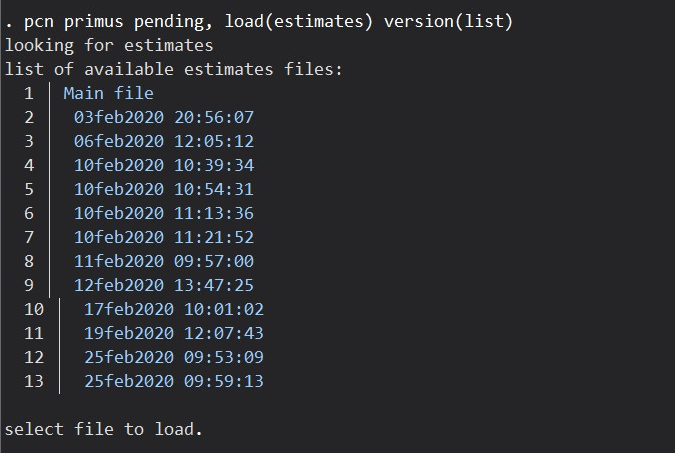 . pcn primus pending, load(estimates) version(list)
looking for estimates
list of available estimates files:
1 | Main file
2 | 03feb2020 20:56:07
3 | 06feb2020 12:05:12
4 | 10feb2020 10:39:34
5 | 10feb2020 10:54:31
6 | 10feb2020 11:13:36
7 | 10feb2020 11:21:52
8 | 11feb2020 09:57:00
9 | 12feb2020 13:47:25
10 | 17feb2020 10:01:02
11 | 19feb2020 12:07:43
12 | 25feb2020 09:53:09
13 | 25feb2020 09:59:13
select file to load.